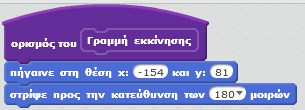 ορισμός του Γραμμή εκκίνησης
πήγαινε στη θέση x: -154 και y: 81
στρίψε προς την κατεύθυνση των 180 μοιρών